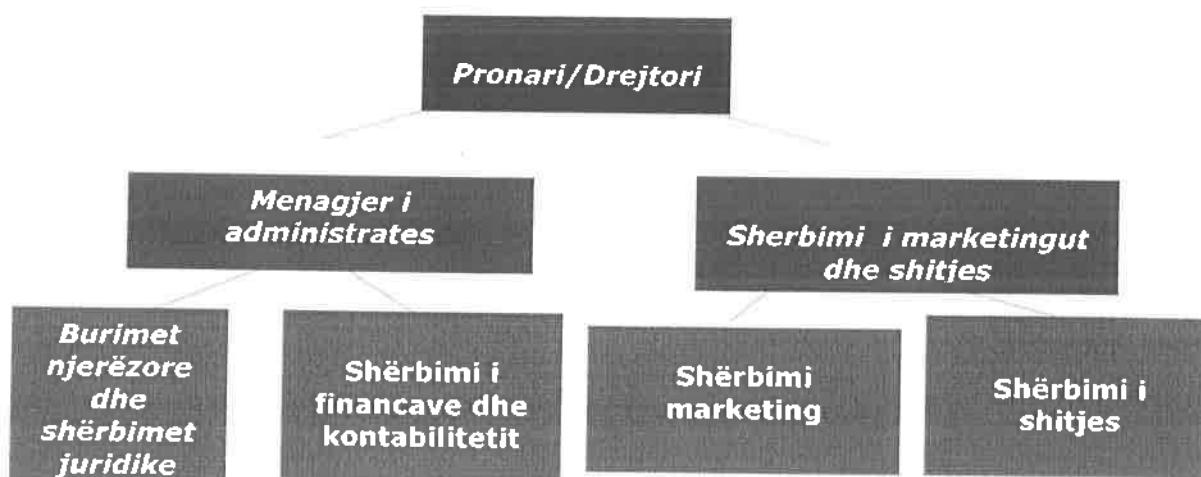 Pronari/Drejtori
Menagjer i
administrates
Sherbimi i marketingut
dhe shitjes
Burimet
njerëzore
dhe
shërbimet
juridike
Shërbimi i
financave dhe
kontabilitetit
Shërbimi
marketing
Shërbimi i
shitjes